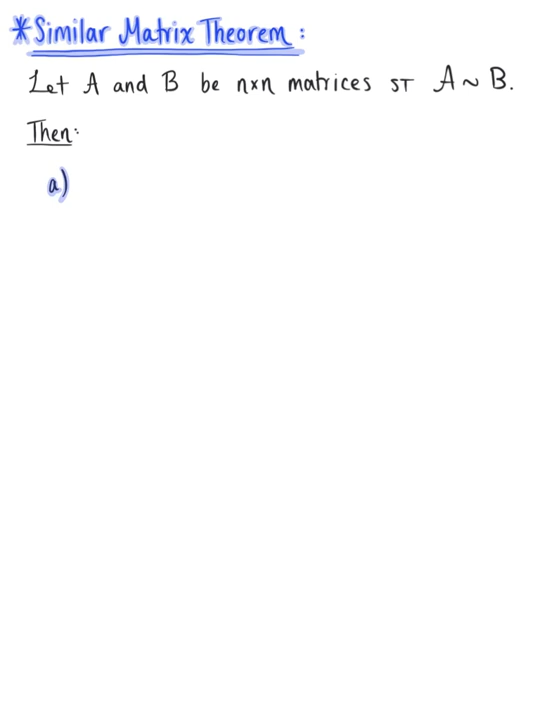 *Similar Matrix Theorem:
Let A and B be n×n matrices ST A ~ B.
Then:
a)